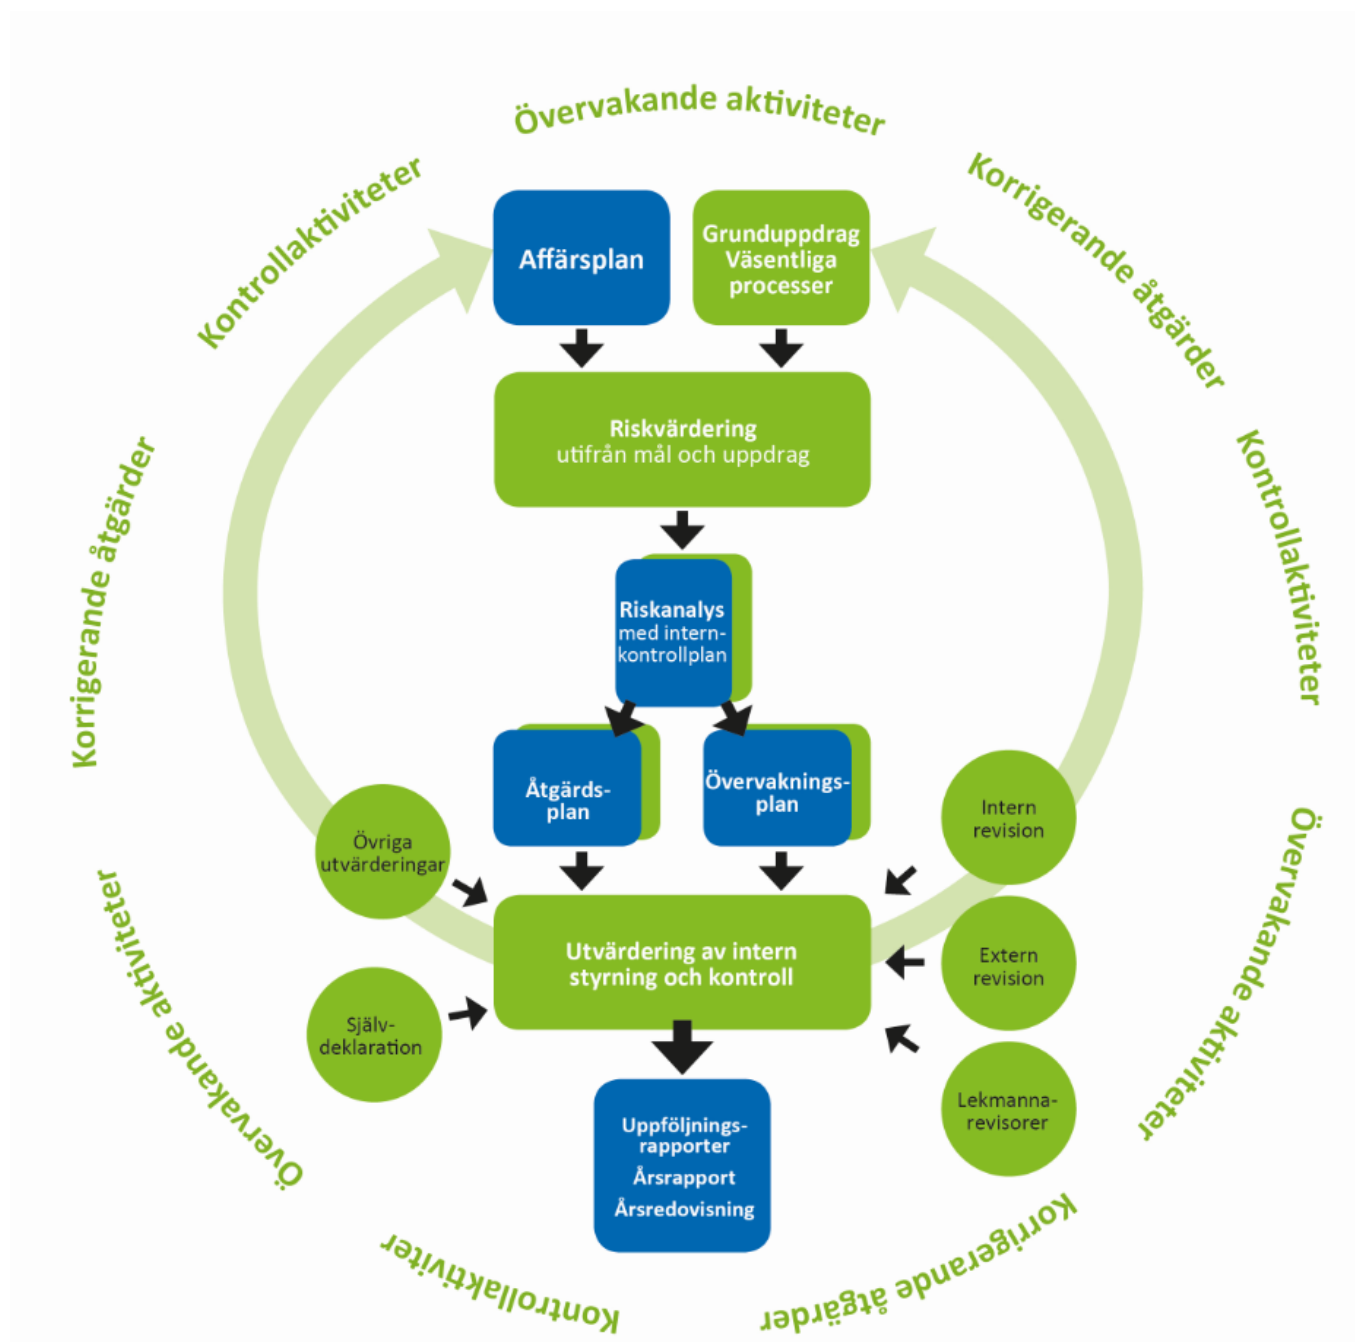 Övervakande aktiviteter
Kontrollaktiviteter
Korrigerande åtgärder
Affärsplan
Grunduppdrag
Väsentliga
processer
Riskvärdering
utifrån mål och uppdrag
Korrigerande åtgärder
Kontrollaktiviteter
Riskanalys
med intern-
kontrollplan
Åtgärds-
plan
Övervaknings-
plan
Övriga
utvärderingar
Intern
revision
Övervakande aktiviteter
Övervakande aktiviteter
Utvärdering av intern
styrning och kontroll
Extern
revision
Själv-
deklaration
Lekmanna-
revisorer
Uppföljnings-
rapporter
Årsrapport
Årsredovisning
Kontrollaktiviter
Korrigerande åtgärder